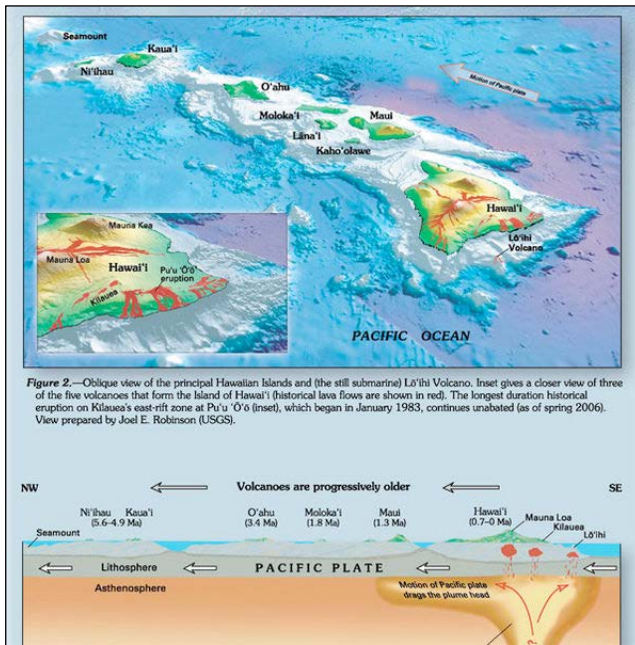 Seamount
Kaua'i
Ni'ihau
O'ahu
Motion of Pacific plate
Moloka'i
Maui
Lāna'i
Kaho'olawe
Hawai'i
Lō'ihi
Volcano
Mauna Kea
Mauna Loa
Hawai'i
Pu'u 'Ō'ō
eruption
Kīlauea
PACIFIC OCEAN
Figure 2.—Oblique view of the principal Hawaiian Islands and (the still submarine) Lō'ihi Volcano. Inset gives a closer view of three
of the five volcanoes that form the Island of Hawai'i (historical lava flows are shown in red). The longest duration historical
eruption on Kīlauea's east-rift zone at Pu'u 'Ō'ō (inset), which began in January 1983, continues unabated (as of spring 2006).
View prepared by Joel E. Robinson (USGS).
NW
Volcanoes are progressively older
SE
Ni'ihau Kaua'i
(5.6–4.9 Ma)
O'ahu
(3.4 Ma)
Moloka'i
(1.8 Ma)
Maui
(1.3 Ma)
Hawai'i
(0.7–0 Ma)
Mauna Loa
Kīlauea
Lō'ihi
Seamount
Lithosphere
PACIFIC PLATE
Asthenosphere
Motion of Pacific plate
drags the plume head
?